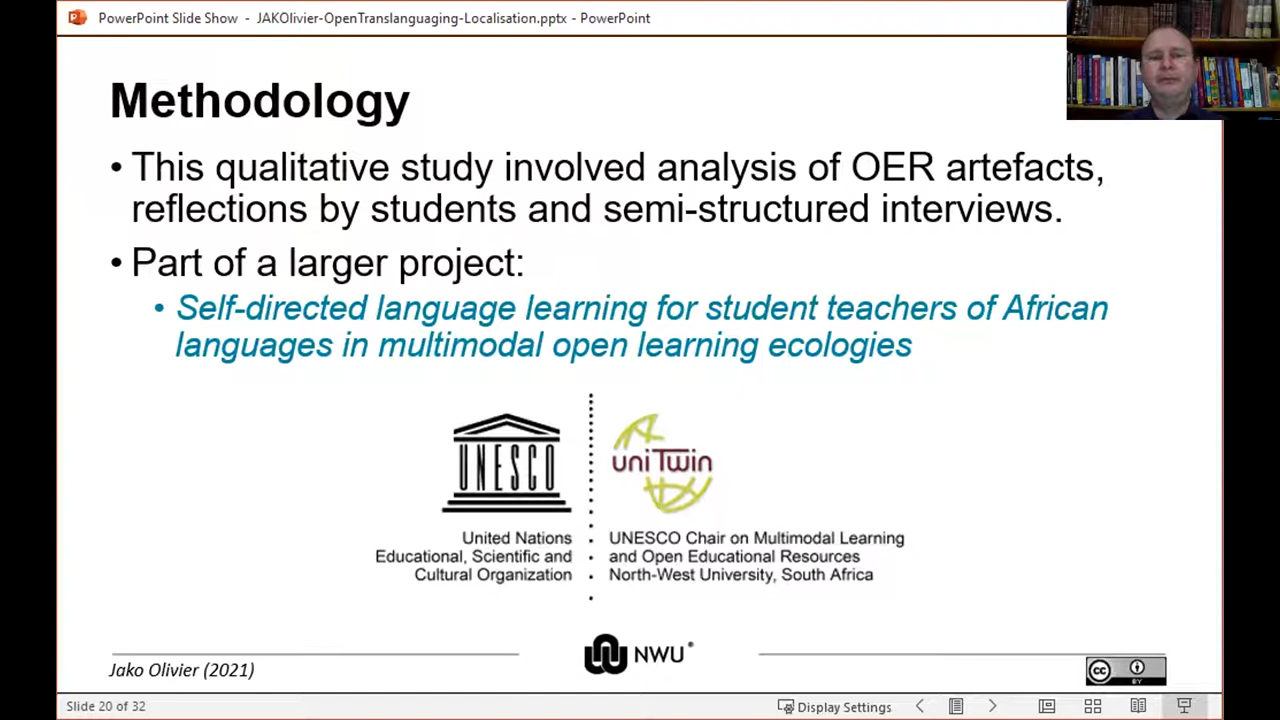 PowerPoint Slide Show - JAKOlivier-OpenTranslanguaging-Localisation.pptx - PowerPoint
Methodology
• This qualitative study involved analysis of OER artefacts,
reflections by students and semi-structured interviews.
• Part of a larger project:
• Self-directed language learning for student teachers of African
languages in multimodal open learning ecologies
UNESCO
uniTwin
United Nations
Educational, Scientific and
Cultural Organization
UNESCO Chair on Multimodal Learning
and Open Educational Resources
North-West University, South Africa
Jako Olivier (2021)
NWU®
cc BY
Slide 20 of 32
Display Settings